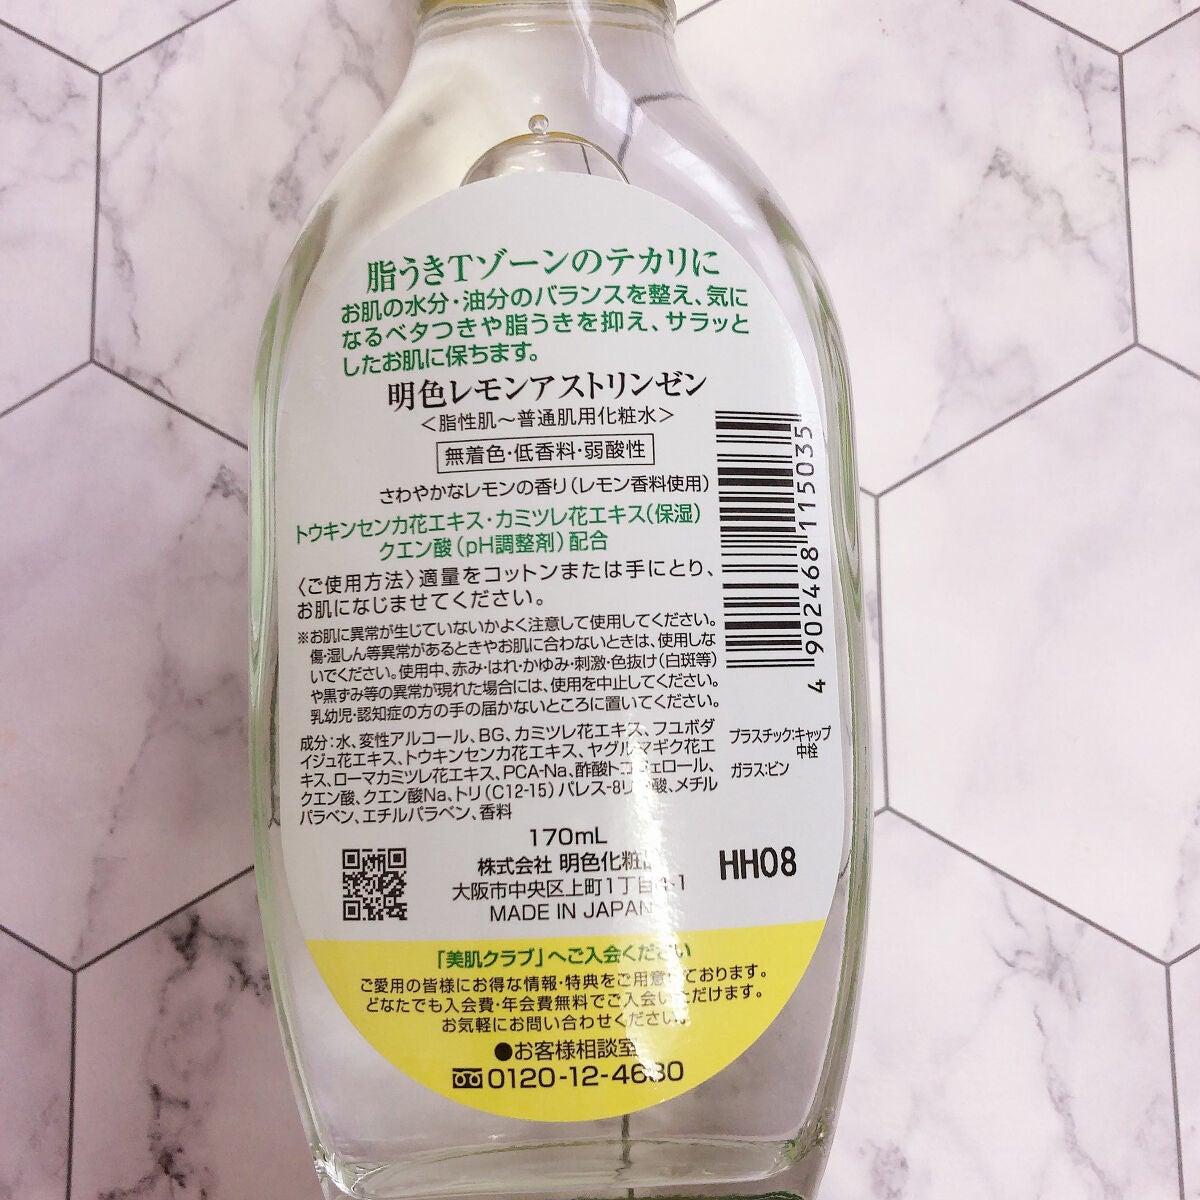 脂うきTゾーンのテカリに
お肌の水分・油分のバランスを整え、気に
なるベタつきや脂うきを抑え、サラッと
したお肌に保ちます。
明色レモンアストリンゼン
＜脂性肌～普通肌用化粧水＞
無着色・低香料・弱酸性
さわやかなレモンの香り(レモン香料使用)
トウキンセンカ花エキス・カミツレ花エキス(保湿)
クエン酸(pH調整剤)配合
〈ご使用方法〉適量をコットンまたは手にとり、
お肌になじませてください。
※お肌に異常が生じていないかよく注意して使用してください。
傷・湿しん等異常があるときやお肌に合わないときは、使用しな
いでください。使用中、赤み・はれ・かゆみ・刺激・色抜け(白斑等)
や黒ずみ等の異常が現れた場合には、使用を中止してください。
乳幼児・認知症の方の手の届かないところに置いてください。
成分:水、変性アルコール、BG、カミツレ花エキス、フユボダ
イジュ花エキス、トウキンセンカ花エキス、ヤグルマギク花エ
キス、ローマカミツレ花エキス、PCA-Na、酢酸トコフェロール、
クエン酸、クエン酸Na、トリ(C12-15)パレス-8リン酸、メチル
パラベン、エチルパラベン、香料
4 902468 115035
プラスチック:キャップ
中栓
ガラス:ビン
170mL
株式会社 明色化粧
大阪市中央区上町1丁目4-1
MADE IN JAPAN
HH08
「美肌クラブ」へご入会ください
ご愛用の皆様にお得な情報・特典をご用意しております。
どなたでも入会費・年会費無料でご入会いただけます。
お気軽にお問い合わせください。
●お客様相談室
0120-12-4680